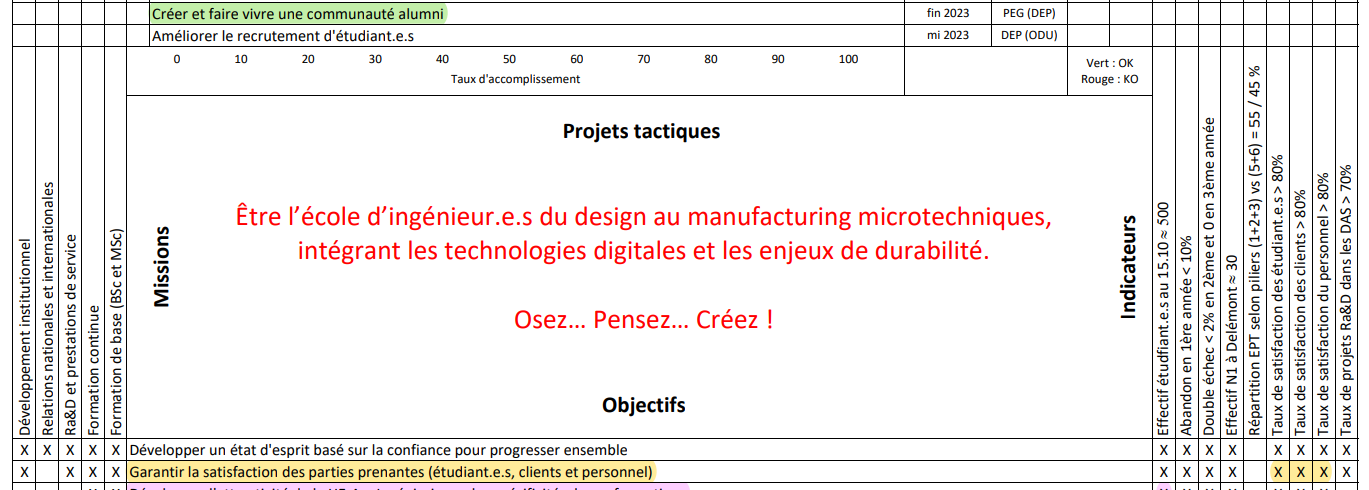 Créer et faire vivre une communauté alumni
fin 2023
PEG (DEP)
Améliorer le recrutement d'étudiant.e.s
mi 2023
DEP (ODU)
0 10 20 30 40 50 60 70 80 90 100
Taux d'accomplissement
Vert : OK
Rouge : KO
Projets tactiques
Développement institutionnel
Relations nationales et internationales
Ra&D et prestations de service
Formation continue
Formation de base (BSc et MSc)
Missions
Être l'école d'ingénieur.e.s du design au manufacturing microtechniques,
intégrant les technologies digitales et les enjeux de durabilité.
Osez... Pensez... Créez !
Objectifs
Indicateurs
Effectif étudfiant.e.s au 15.10 ≈ 500
Abandon en 1ère année < 10%
Double échec < 2% en 2ème et 0 en 3ème année
Effectif N1 à Delémont ≈ 30
Répartition EPT selon piliers (1+2+3) vs (5+6) = 55 / 45 %
Taux de satisfaction des étudiant.e.s > 80%
Taux de satisfaction des clients > 80%
Taux de satisfaction du personnel > 80%
Taux de projets Ra&D dans les DAS > 70%
X X X X X Développer un état d'esprit basé sur la confiance pour progresser ensemble X X X X X X X X
X X X X Garantir la satisfaction des parties prenantes (étudiant.e.s, clients et personnel) X X X X X X X X